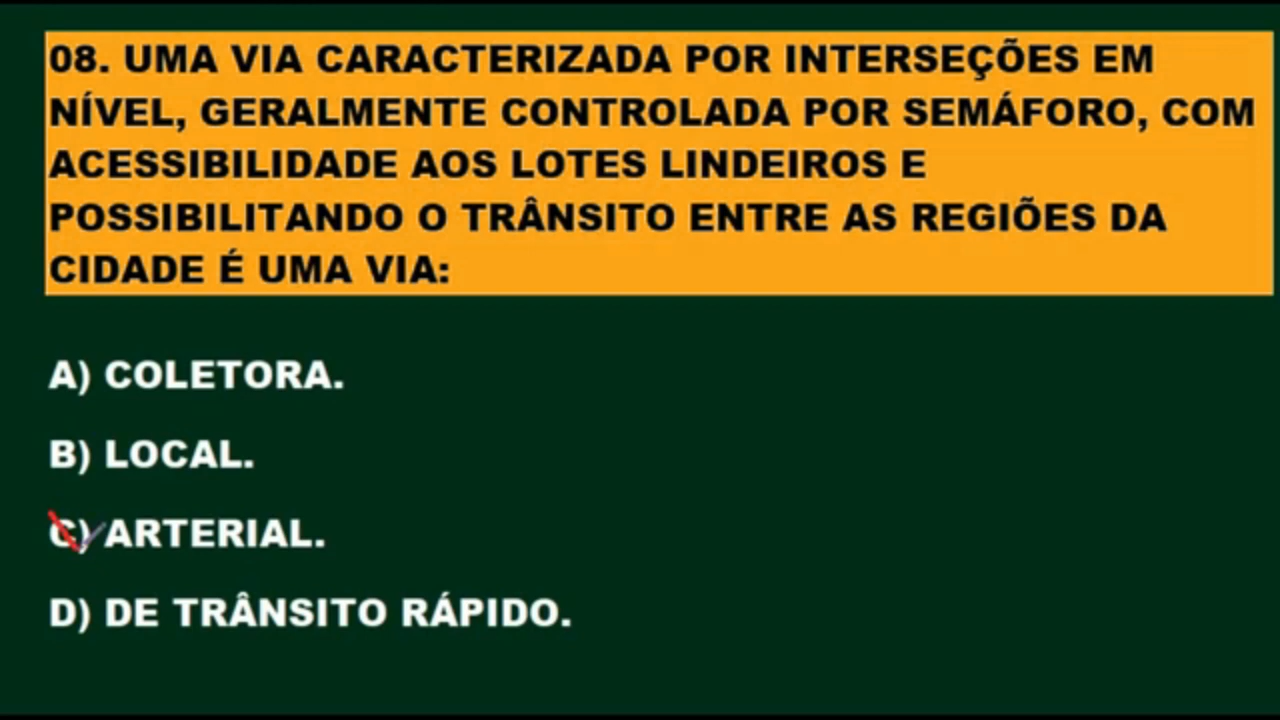 08. UMA VIA CARACTERIZADA POR INTERSEÇÕES EM
NÍVEL, GERALMENTE CONTROLADA POR SEMÁFORO, COM
ACESSIBILIDADE AOS LOTES LINDEIROS E
POSSIBILITANDO O TRÂNSITO ENTRE AS REGIÕES DA
CIDADE É UMA VIA:
A) COLETORA.
B) LOCAL.
C) ARTERIAL.
D) DE TRÂNSITO RÁPIDO.